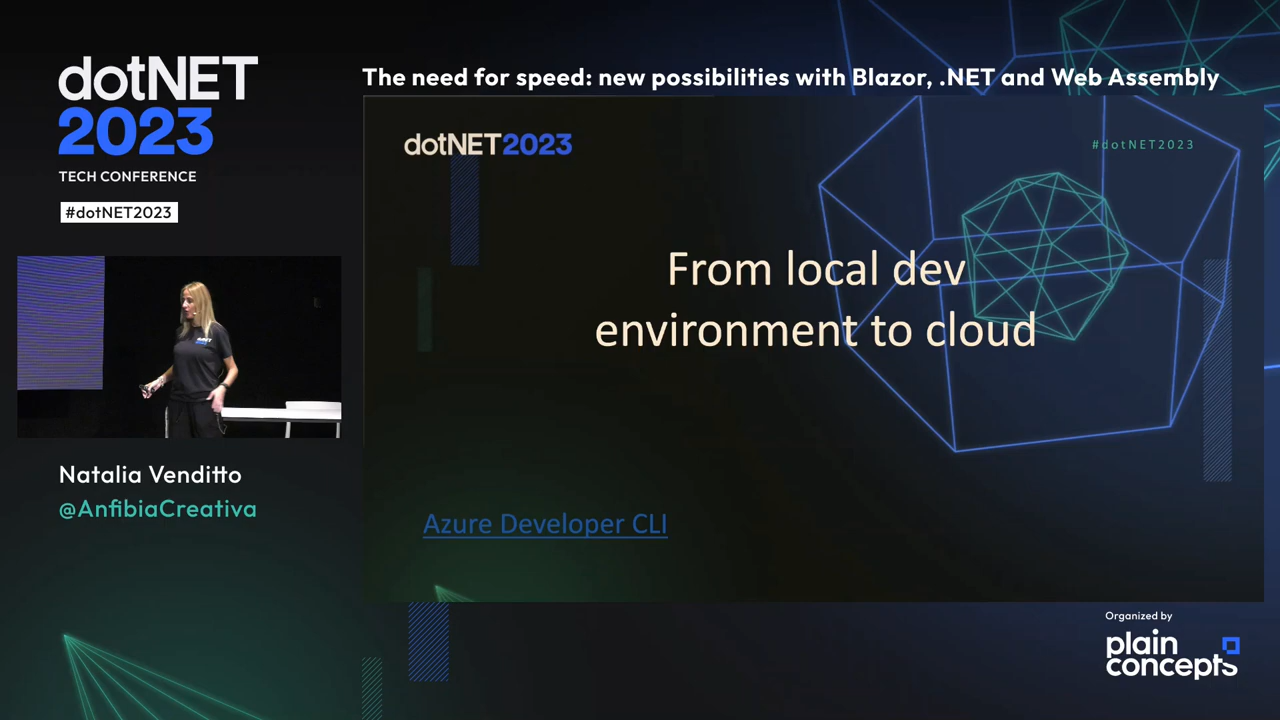 dotNET
2023
TECH CONFERENCE
#dotNET2023
The need for speed: new possibilities with Blazor, .NET and Web Assembly
dotNET2023
#dotNET2023
From local dev
environment to cloud
Azure Developer CLI
Natalia Venditto
@AnfibiaCreativa
Organized by
plain
concepts